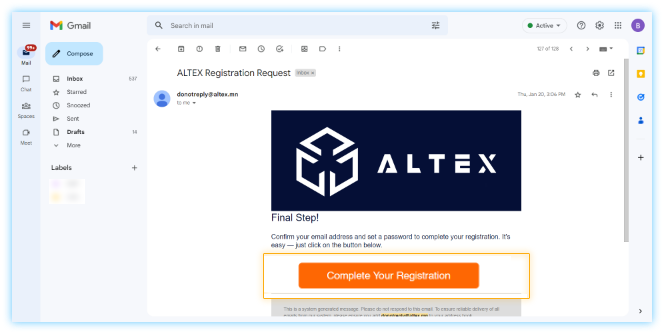 Gmail
Search in mail
Active
B
99+
Mail
Compose
127 of 128
Chat
Inbox 537
ALTEX Registration Request Inbox ×
Starred
Snoozed
donotreply@altex.mn
Thu, Jan 20, 3:06 PM
to me
Spaces
Sent
Meet
Drafts 14
More
Labels
ALTEX
Final Step!
Confirm your email address and set a password to complete your registration. It's
easy — just click on the button below.
Complete Your Registration
This is a system generated message. Please do not respond to this email. To ensure reliable delivery of all